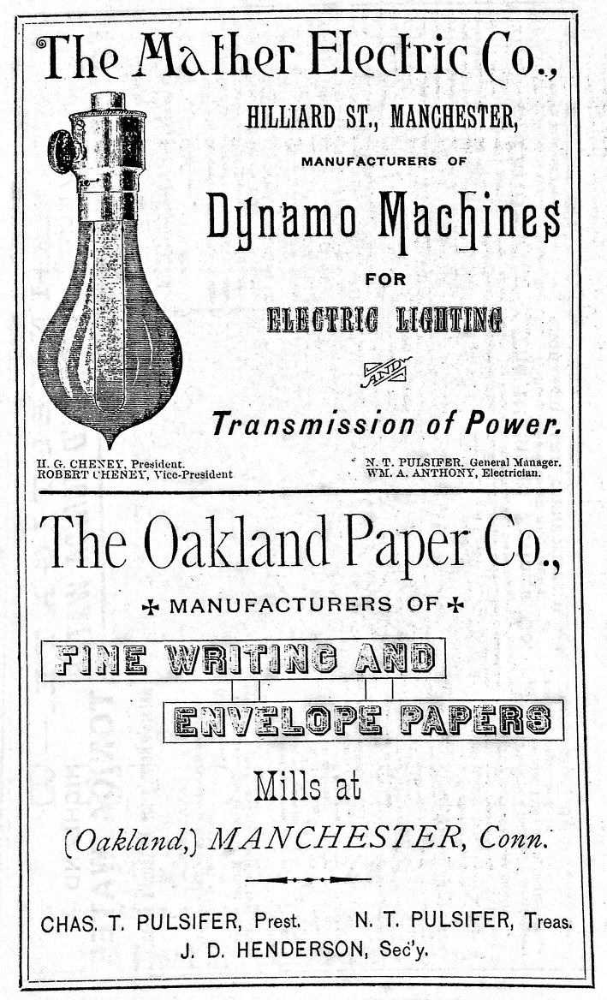 The Mather Electric Co.,
HILLIARD ST., MANCHESTER,
MANUFACTURERS OF
Dynamo Machines
FOR
ELECTRIC LIGHTING
AND
Transmission of Power.
H. G. CHENEY, President.
ROBERT CHENEY, Vice-President
N. T. PULSIFER. General Manager.
WM. A. ANTHONY, Electrician.
The Oakland Paper Co.,
MANUFACTURERS OF
FINE WRITING AND
ENVELOPE PAPERS
Mills at
(Oakland,) MANCHESTER, Conn.
CHAS. T. PULSIFER, Prest. N. T. PULSIFER, Treas.
J. D. HENDERSON, Sec'y.